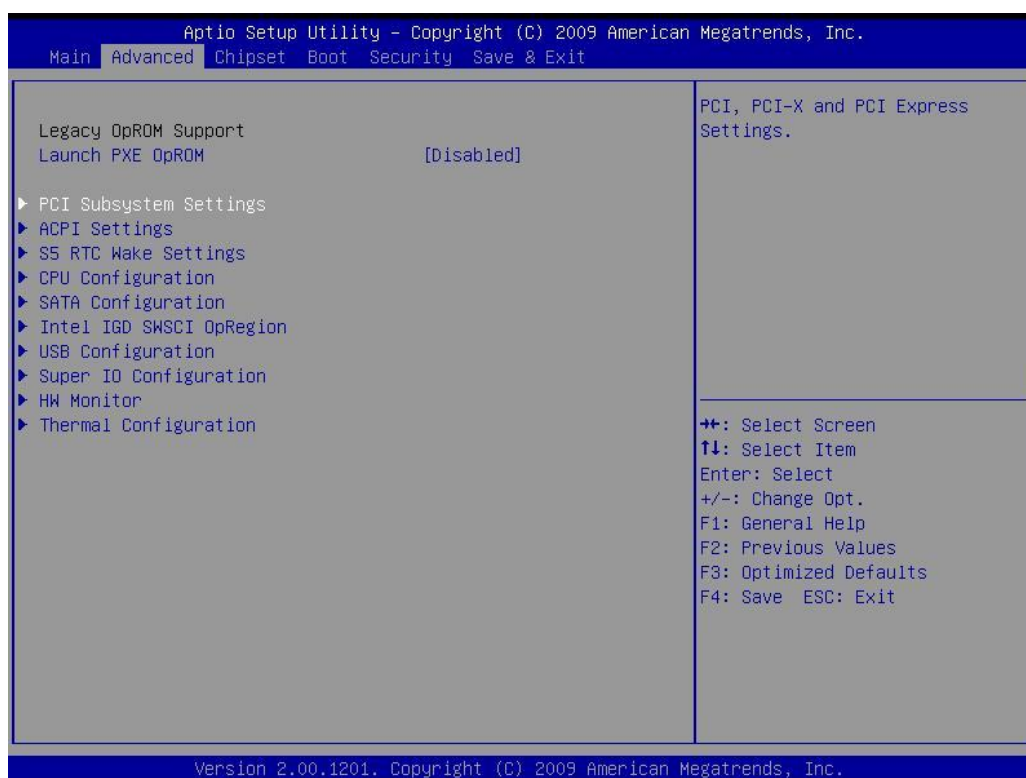 Aptio Setup Utility – Copyright (C) 2009 American Megatrends, Inc.
Main Advanced Chipset Boot Security Save & Exit
Legacy OpROM Support
Launch PXE OpROM [Disabled]
▶ PCI Subsystem Settings
▶ ACPI Settings
▶ S5 RTC Wake Settings
▶ CPU Configuration
▶ SATA Configuration
▶ Intel IGD SWSCI OpRegion
▶ USB Configuration
▶ Super IO Configuration
▶ HW Monitor
▶ Thermal Configuration
PCI, PCI-X and PCI Express
Settings.
→←: Select Screen
↑↓: Select Item
Enter: Select
+/-: Change Opt.
F1: General Help
F2: Previous Values
F3: Optimized Defaults
F4: Save ESC: Exit
Version 2.00.1201. Copyright (C) 2009 American Megatrends, Inc.